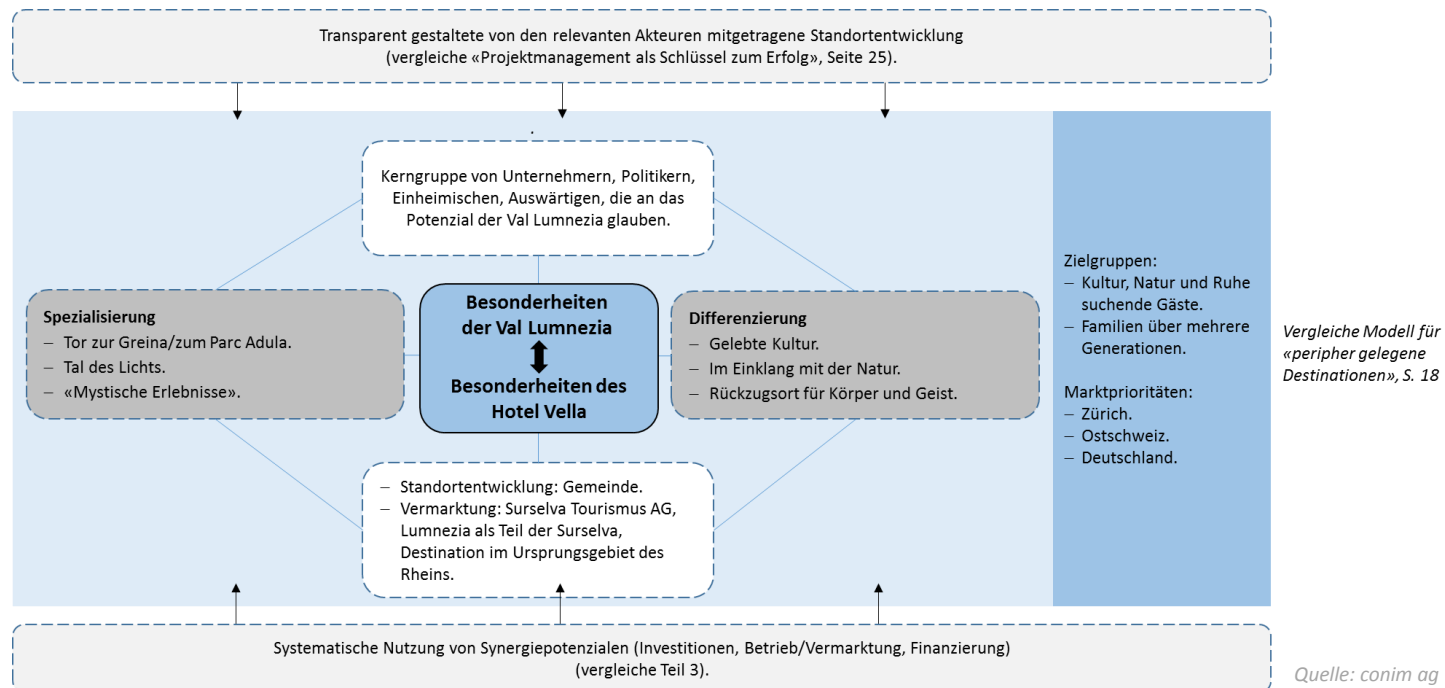 Transparent gestaltete von den relevanten Akteuren mitgetragene Standortentwicklung
(vergleiche «Projektmanagement als Schlüssel zum Erfolg», Seite 25).
.
Kerngruppe von Unternehmern, Politikern,
Einheimischen, Auswärtigen, die an das
Potenzial der Val Lumnezia glauben.
Spezialisierung
– Tor zur Greina/zum Parc Adula.
– Tal des Lichts.
– «Mystische Erlebnisse».
Besonderheiten
der Val Lumnezia
Besonderheiten des
Hotel Vella
Differenzierung
– Gelebte Kultur.
– Im Einklang mit der Natur.
– Rückzugsort für Körper und Geist.
– Standortentwicklung: Gemeinde.
– Vermarktung: Surselva Tourismus AG,
Lumnezia als Teil der Surselva,
Destination im Ursprungsgebiet des
Rheins.
Zielgruppen:
– Kultur, Natur und Ruhe
suchende Gäste.
– Familien über mehrere
Generationen.
Marktprioritäten:
– Zürich.
– Ostschweiz.
– Deutschland.
Vergleiche Modell für
«peripher gelegene
Destinationen», S. 18
Systematische Nutzung von Synergiepotenzialen (Investitionen, Betrieb/Vermarktung, Finanzierung)
(vergleiche Teil 3).
Quelle: conim ag